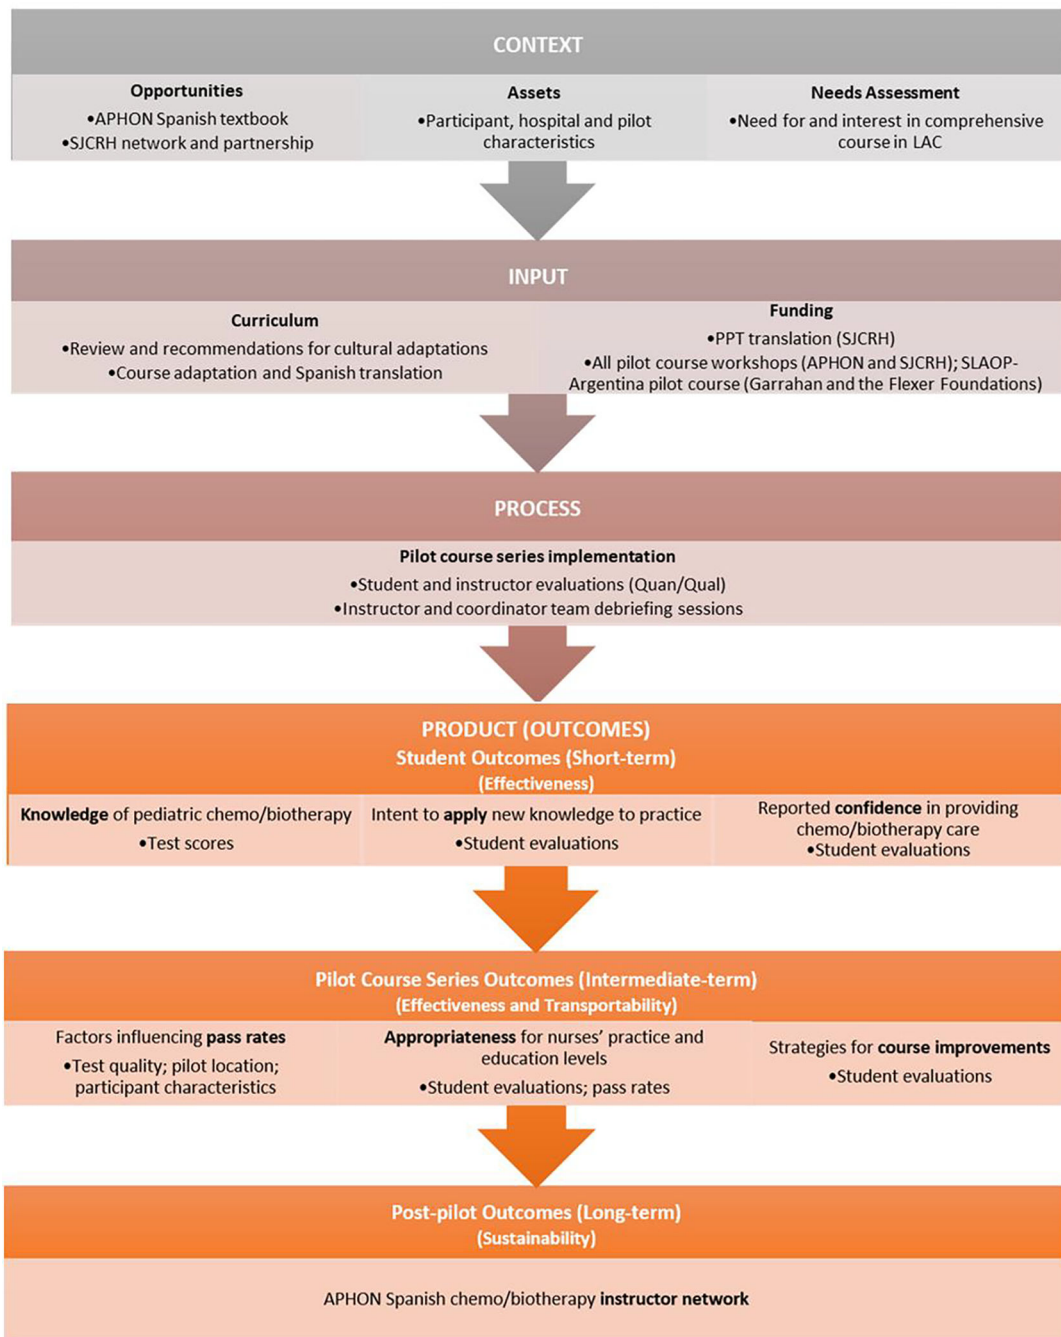 CONTEXT
Opportunities
•APHON Spanish textbook
•SJCRH network and partnership
Assets
•Participant, hospital and pilot
characteristics
Needs Assessment
•Need for and interest in comprehensive
course in LAC
INPUT
Curriculum
•Review and recommendations for cultural adaptations
•Course adaptation and Spanish translation
Funding
•PPT translation (SJCRH)
•All pilot course workshops (APHON and SJCRH); SLAOP-
Argentina pilot course (Garrahan and the Flexer Foundations)
PROCESS
Pilot course series implementation
•Student and instructor evaluations (Quan/Qual)
•Instructor and coordinator team debriefing sessions
PRODUCT (OUTCOMES)
Student Outcomes (Short-term)
(Effectiveness)
Knowledge of pediatric chemo/biotherapy
•Test scores
Intent to apply new knowledge to practice
•Student evaluations
Reported confidence in providing
chemo/biotherapy care
•Student evaluations
Pilot Course Series Outcomes (Intermediate-term)
(Effectiveness and Transportability)
Factors influencing pass rates
•Test quality; pilot location;
participant characteristics
Appropriateness for nurses’ practice and
education levels
•Student evaluations; pass rates
Strategies for course improvements
•Student evaluations
Post-pilot Outcomes (Long-term)
(Sustainability)
APHON Spanish chemo/biotherapy instructor network